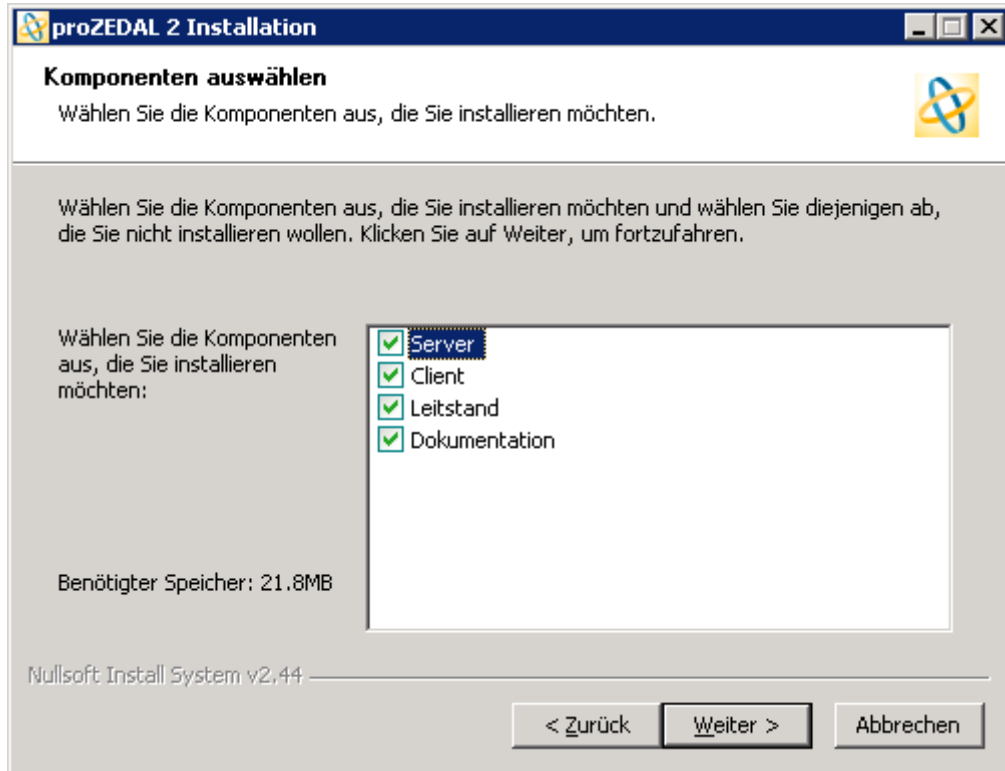 proZEDAL 2 Installation
Komponenten auswählen
Wählen Sie die Komponenten aus, die Sie installieren möchten.
Wählen Sie die Komponenten aus, die Sie installieren möchten und wählen Sie diejenigen ab,
die Sie nicht installieren wollen. Klicken Sie auf Weiter, um fortzufahren.
Wählen Sie die Komponenten
aus, die Sie installieren
möchten:
Server
Client
Leitstand
Dokumentation
Benötigter Speicher: 21.8MB
Nullsoft Install System v2.44
< Zurück
Weiter >
Abbrechen